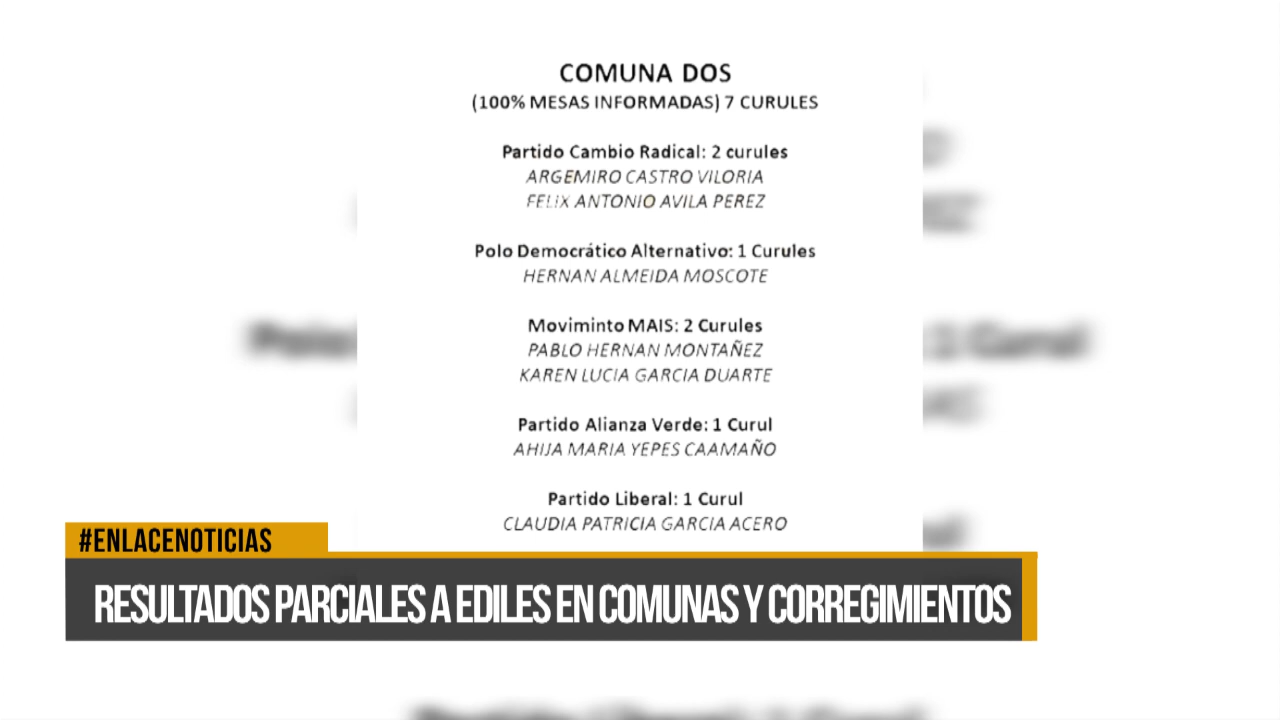 COMUNA DOS
(100% MESAS INFORMADAS) 7 CURULES
Partido Cambio Radical: 2 curules
ARGEMIRO CASTRO VILORIA
FELIX ANTONIO AVILA PEREZ
Polo Democrático Alternativo: 1 Curules
HERNAN ALMEIDA MOSCOTE
Moviminto MAIS: 2 Curules
PABLO HERNAN MONTAÑEZ
KAREN LUCIA GARCIA DUARTE
Partido Alianza Verde: 1 Curul
AHIJA MARIA YEPES CAAMAÑO
Partido Liberal: 1 Curul
CLAUDIA PATRICIA GARCIA ACERO
#ENLACENOTICIAS
RESULTADOS PARCIALES A EDILES EN COMUNAS Y CORREGIMIENTOS